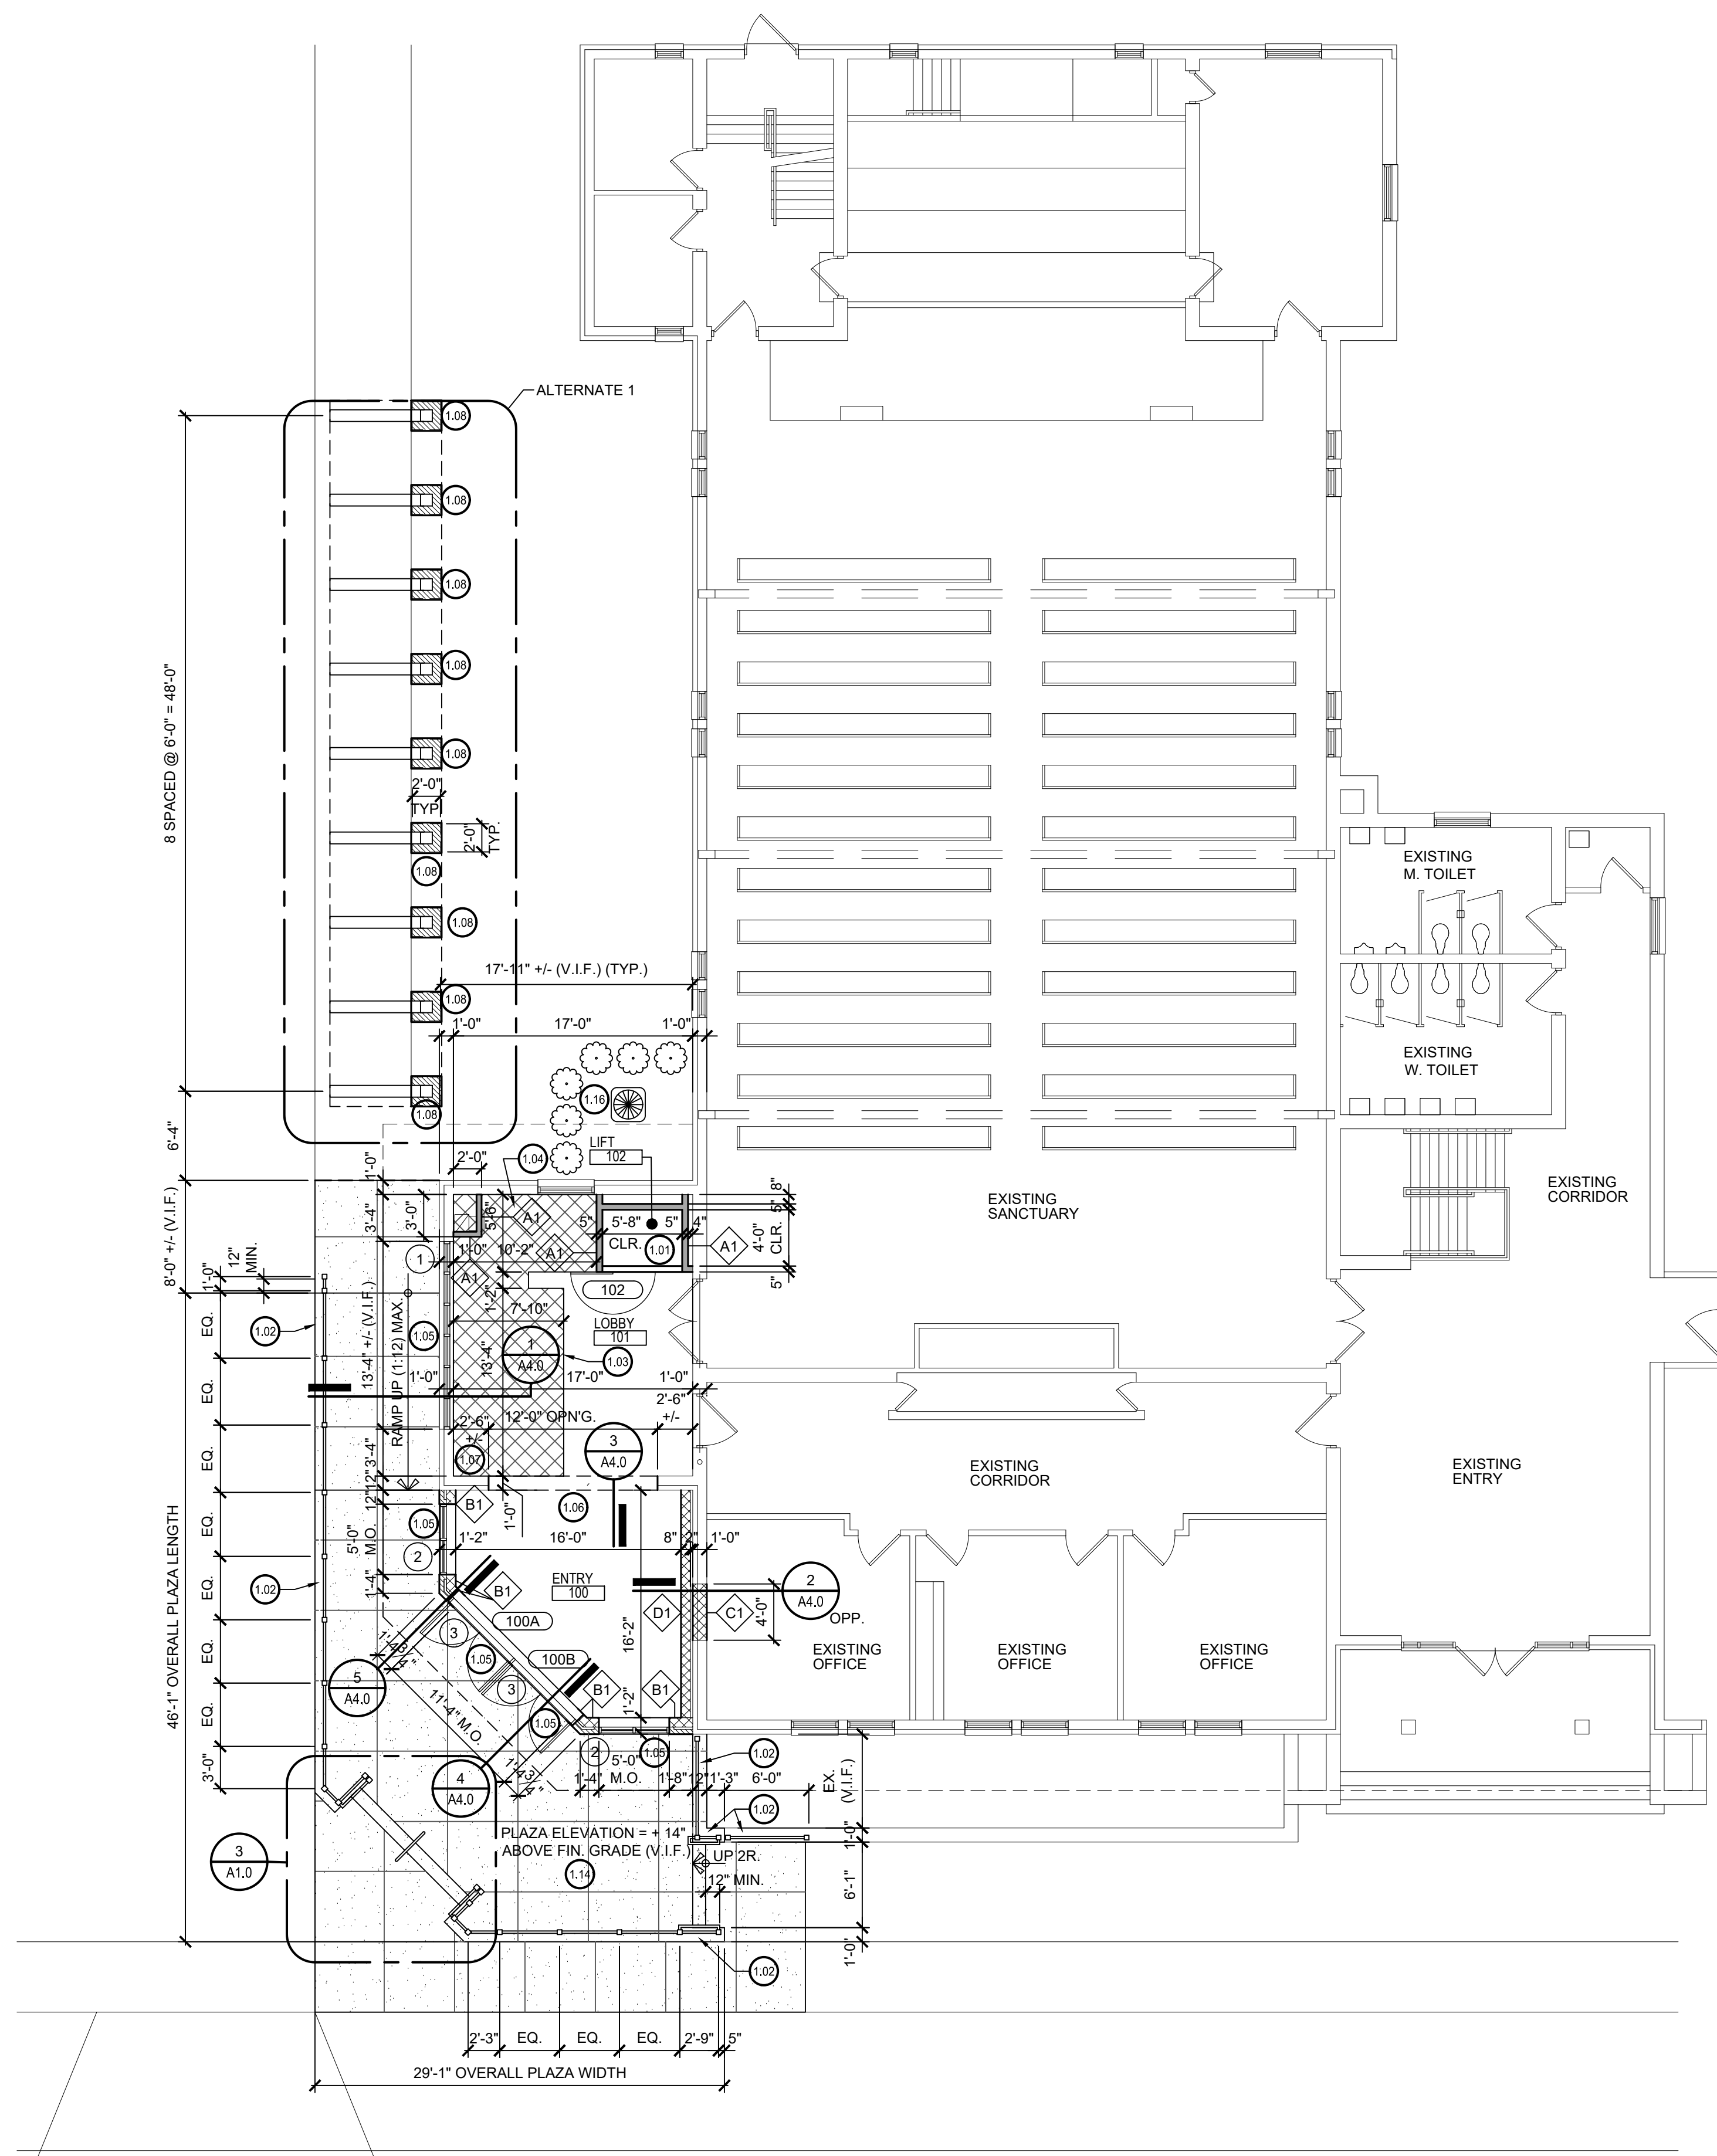 ALTERNATE 1
1.08
1.08
1.08
1.08
1.08
2'-0"
TYP.
2'-0"
TYP.
1.08
1.08
1.08
1.08
8 SPACED @ 6'-0" = 48'-0"
6'-4"
8'-0" +/- (V.I.F.)
17'-11" +/- (V.I.F.) (TYP.)
1'-0"
17'-0"
1'-0"
1.16
LIFT
102
1.04
2'-0"
1'-0"
3'-4"
3'-0"
5'-6"
A1
5"
5'-8"
5"
4"
CLR.
1.01
A1
8"
5"
4'-0"
CLR.
5"
1
1'-0"
10'-2"
A1
A1
102
1'-2"
7'-10"
LOBBY
101
1
A4.0
1.03
13'-4"
1.05
13'-4" +/- (V.I.F.)
RAMP UP (1:12) MAX.
12"
MIN.
1'-0"
1.02
EQ.
EQ.
EQ.
EQ.
EQ.
EQ.
EQ.
3'-0"
1.02
46'-1" OVERALL PLAZA LENGTH
1'-0"
17'-0"
1'-0"
2'-6"
+/-
12'-0" OPN'G.
2'-6"
+/-
1.07
3
A4.0
3'-4"
12"
12"
5'-0"
M.O.
1'-4"
B1
1'-0"
1.06
1.05
2
1'-2"
16'-0"
8"
2"
1'-0"
B1
ENTRY
100
100A
2
A4.0
OPP.
D1
C1
4'-0"
16'-2"
3
1.05
100B
3
B1
B1
1'-2"
5
A4.0
11'-4" M.O.
1.05
2
1.05
5'-0"
M.O.
1'-4"
1'-8"
12"
1'-3"
6'-0"
1.02
1.02
EX.
(V.I.F.)
1'-0"
6'-1"
1'-0"
4
A4.0
3
A1.0
PLAZA ELEVATION = + 14"
ABOVE FIN. GRADE (V.I.F.)
1.14
UP 2R.
12" MIN.
1.02
2'-3"
EQ.
EQ.
EQ.
2'-9"
5"
29'-1" OVERALL PLAZA WIDTH
EXISTING
M. TOILET
EXISTING
W. TOILET
EXISTING
SANCTUARY
EXISTING
CORRIDOR
EXISTING
CORRIDOR
EXISTING
ENTRY
EXISTING
OFFICE
EXISTING
OFFICE
EXISTING
OFFICE